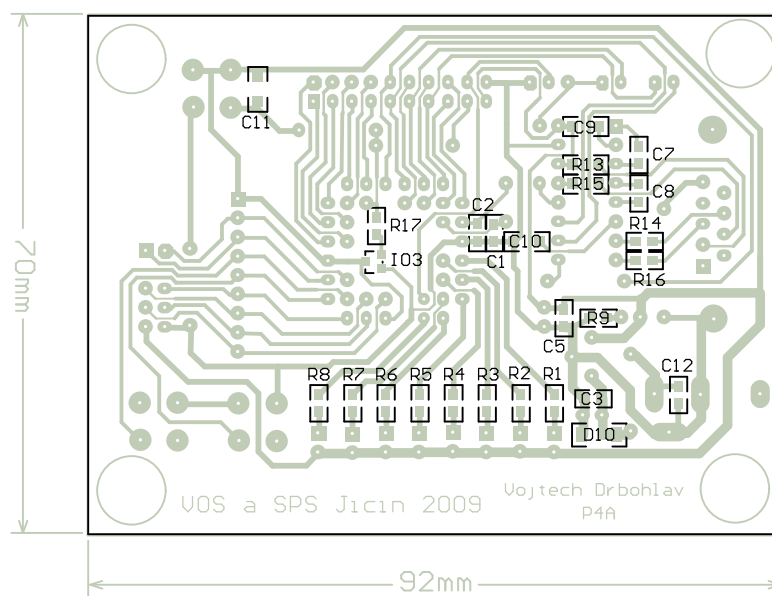 C11
C9
R13
R15
C7
C8
C2
R17
C10
C1
R14
IO3
R16
70mm
R9
C5
R8 R7 R6 R5 R4 R3 R2 R1
C12
C3
D10
VOS a SPS Jicin 2009
Vojtech Drbohlav
P4A
92mm